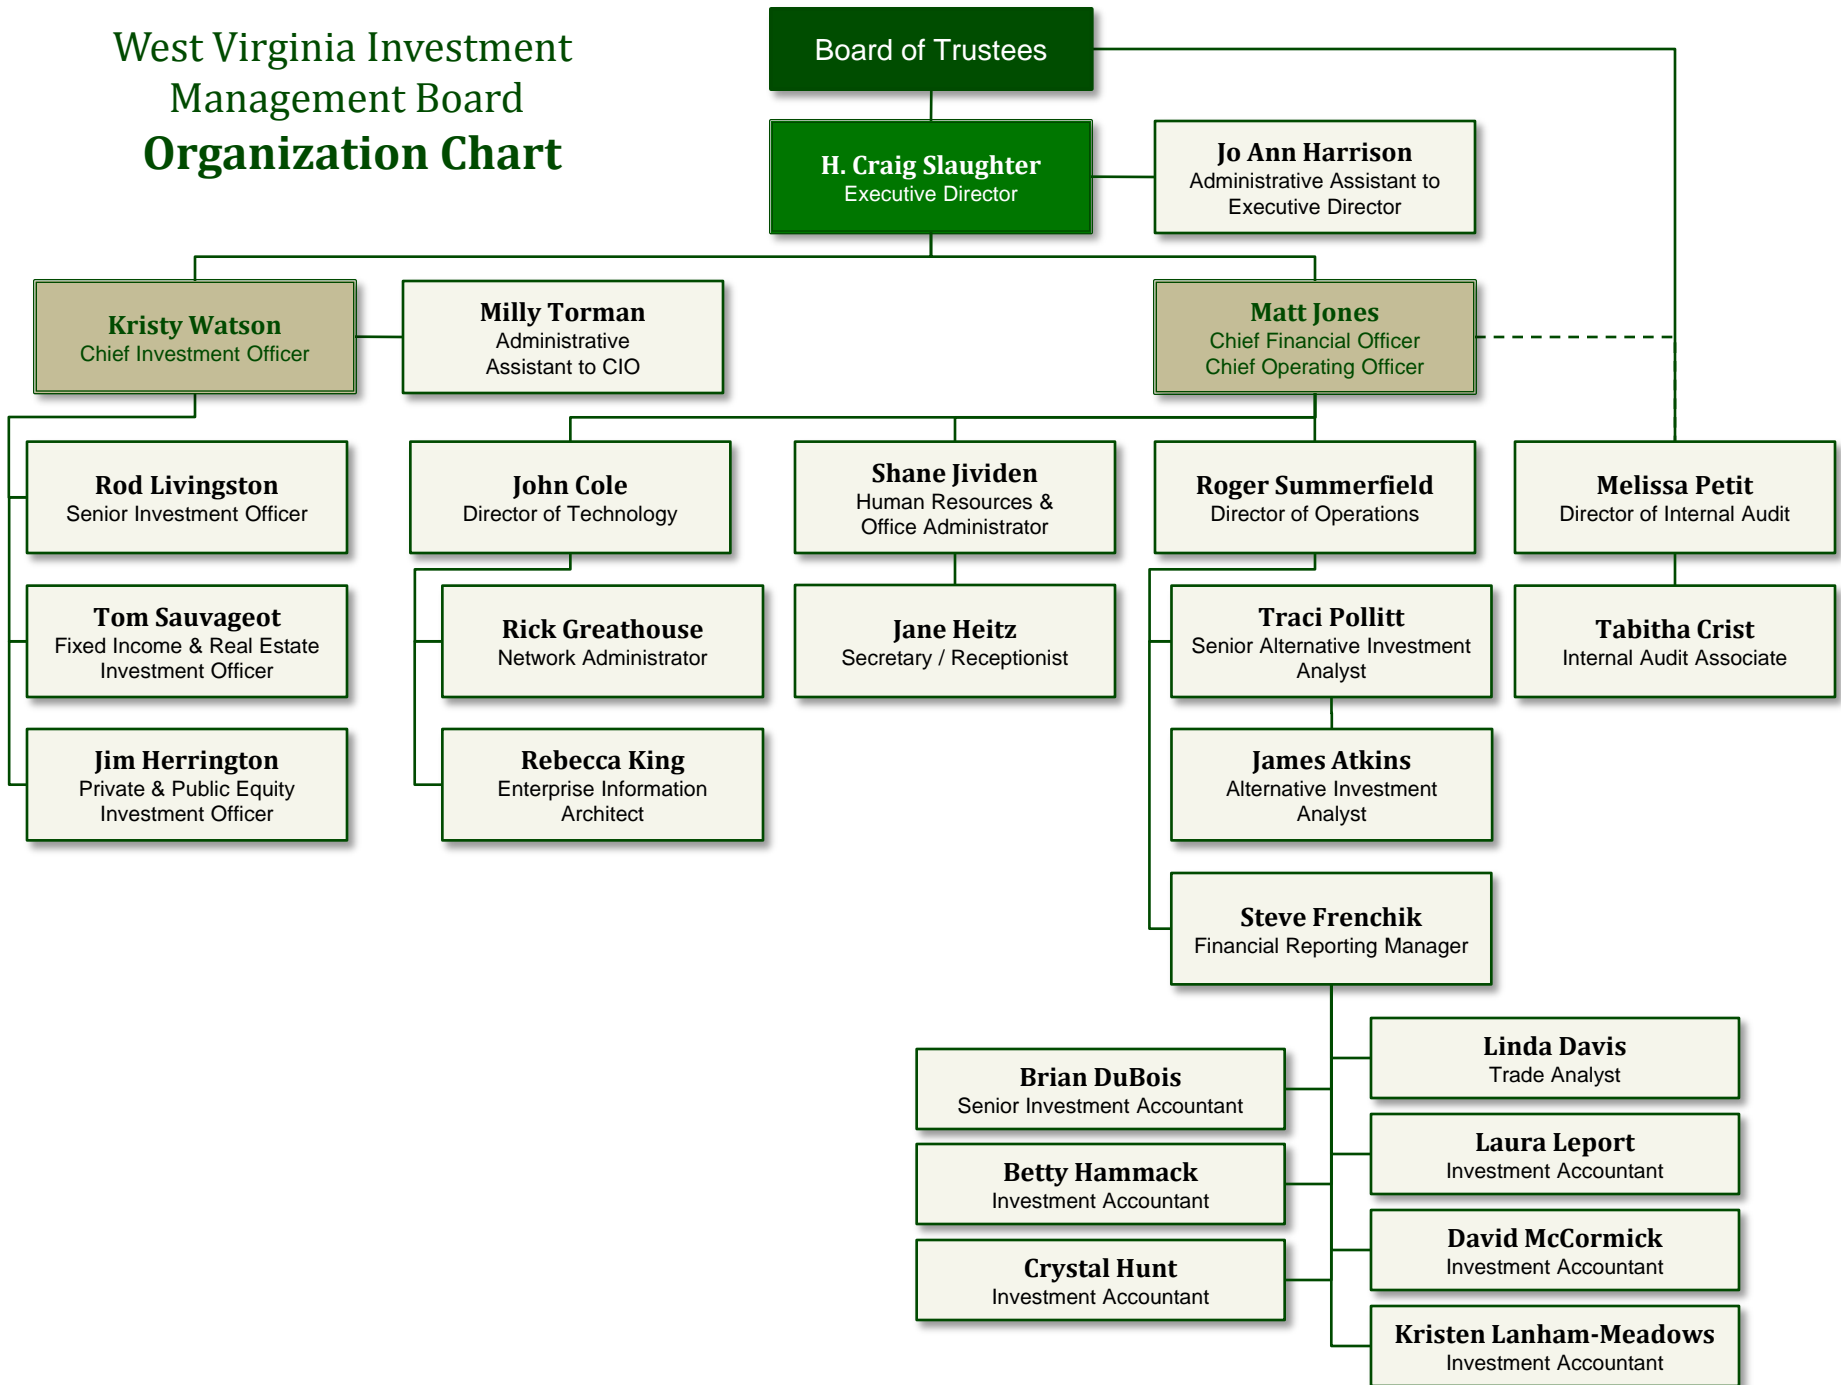 West Virginia Investment
Management Board
Organization Chart
Board of Trustees
H. Craig Slaughter
Executive Director
Jo Ann Harrison
Administrative Assistant to
Executive Director
Kristy Watson
Chief Investment Officer
Milly Torman
Administrative
Assistant to CIO
Matt Jones
Chief Financial Officer
Chief Operating Officer
Rod Livingston
Senior Investment Officer
John Cole
Director of Technology
Shane Jividen
Human Resources &
Office Administrator
Roger Summerfield
Director of Operations
Melissa Petit
Director of Internal Audit
Tom Sauvageot
Fixed Income & Real Estate
Investment Officer
Rick Greathouse
Network Administrator
Jane Heitz
Secretary / Receptionist
Traci Pollitt
Senior Alternative Investment
Analyst
Tabitha Crist
Internal Audit Associate
Jim Herrington
Private & Public Equity
Investment Officer
Rebecca King
Enterprise Information
Architect
James Atkins
Alternative Investment
Analyst
Steve Frenchik
Financial Reporting Manager
Brian DuBois
Senior Investment Accountant
Betty Hammack
Investment Accountant
Crystal Hunt
Investment Accountant
Linda Davis
Trade Analyst
Laura Leport
Investment Accountant
David McCormick
Investment Accountant
Kristen Lanham-Meadows
Investment Accountant